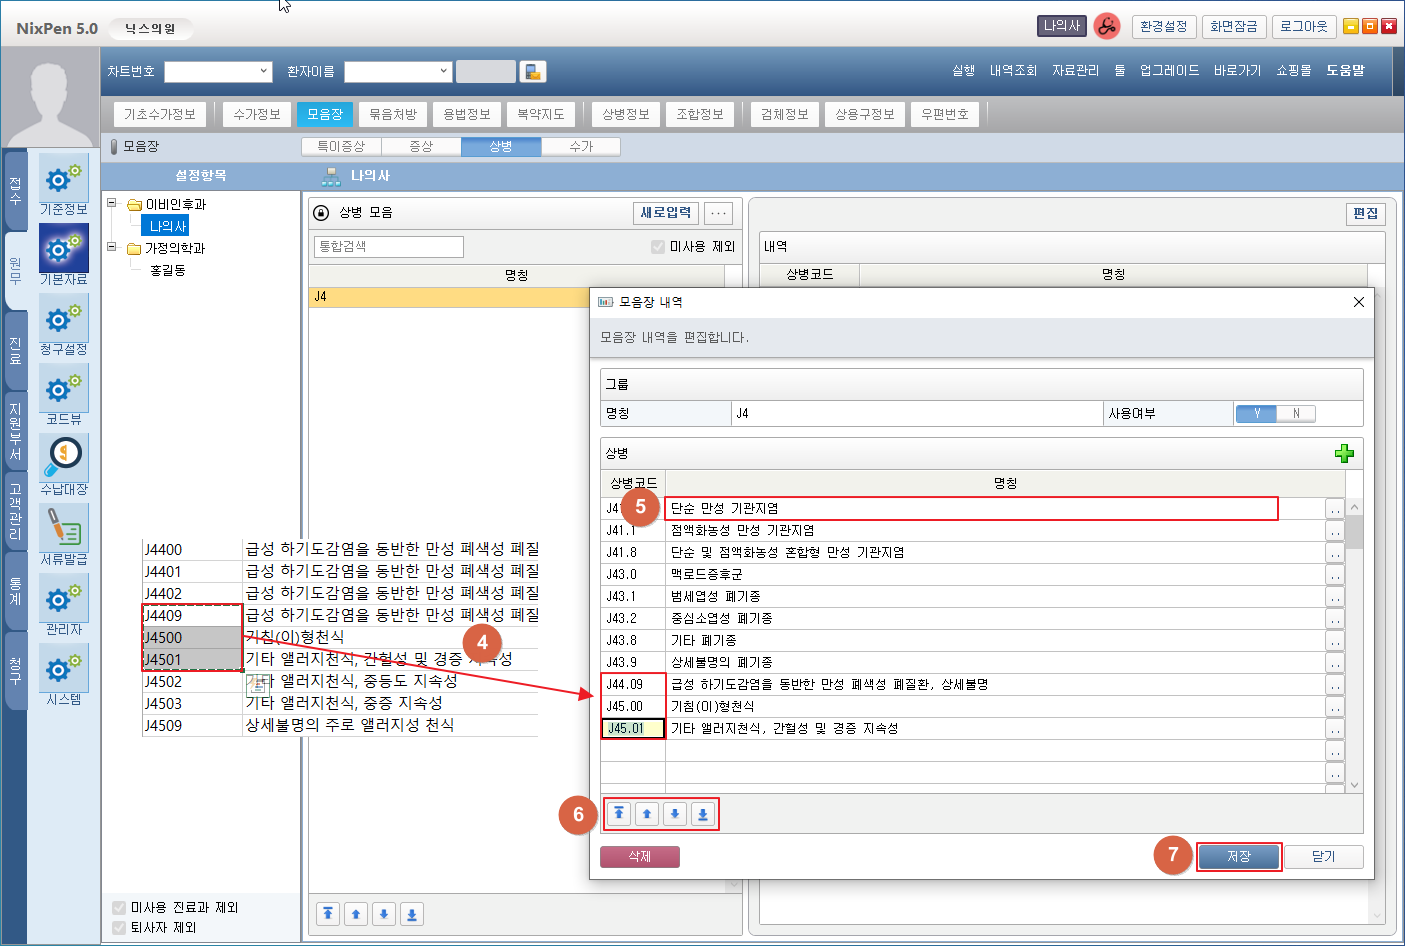 NixPen 5.0 닉스의원 나의사 환경설정 화면잠금 로그아웃
차트번호 환자이름 실행 내역조회 자료관리 툴 업그레이드 바로가기 쇼핑몰 도움말
기초수가정보 수가정보 모음장 묶음처방 용법정보 복약지도 상병정보 조합정보 검체정보 상용구정보 우편번호
모음장 특이증상 증상 상병 수가
설정항목 나의사
접수
원무
진료
지원부서
고객관리
통계
청구
기준정보
기본자료
청구설정
코드뷰
수납대장
서류발급
관리자
시스템
이비인후과
나의사
가정의학과
홍길동
미사용 진료과 제외
퇴사자 제외
상병 모음 새로입력 ...
통합검색 미사용 제외
명칭
J4
편집
내역
상병코드 명칭
J4400 급성 하기도감염을 동반한 만성 폐색성 폐질
J4401 급성 하기도감염을 동반한 만성 폐색성 폐질
J4402 급성 하기도감염을 동반한 만성 폐색성 폐질
J4409 급성 하기도감염을 동반한 만성 폐색성 폐질
J4500 기침(이)형천식
J4501 기타 앨러지천식, 간헐성 및 경증 지속성
J4502 앨러지천식, 중등도 지속성
J4503 기타 앨러지천식, 중증 지속성
J4509 상세불명의 주로 앨러지성 천식
4
모음장 내역
모음장 내역을 편집합니다.
그룹
명칭 J4 사용여부 Y N
상병
상병코드 명칭
J41 5 단순 만성 기관지염 ..
J41.1 점액화농성 만성 기관지염 ..
J41.8 단순 및 점액화농성 혼합형 만성 기관지염 ..
J43.0 맥로드증후군 ..
J43.1 범세엽성 폐기종 ..
J43.2 중심소엽성 폐기종 ..
J43.8 기타 폐기종 ..
J43.9 상세불명의 폐기종 ..
J44.09 급성 하기도감염을 동반한 만성 폐색성 폐질환, 상세불명 ..
J45.00 기침(이)형천식 ..
J45.01 기타 앨러지천식, 간헐성 및 경증 지속성 ..
..
..
6
삭제 7 저장 닫기